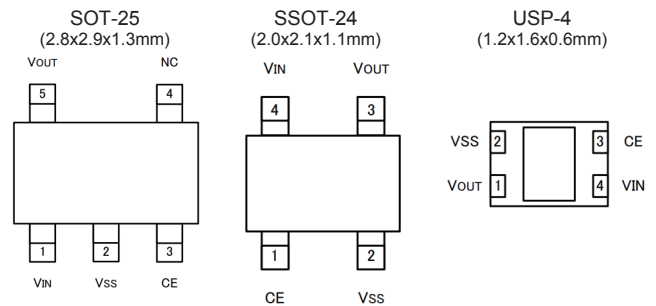 SOT-25
(2.8x2.9x1.3mm)
VOUT NC
5 4
1 2 3
VIN VSS CE
SSOT-24
(2.0x2.1x1.1mm)
VIN VOUT
4 3
1 2
CE VSS
USP-4
(1.2x1.6x0.6mm)
VSS 2 3 CE
VOUT 1 4 VIN